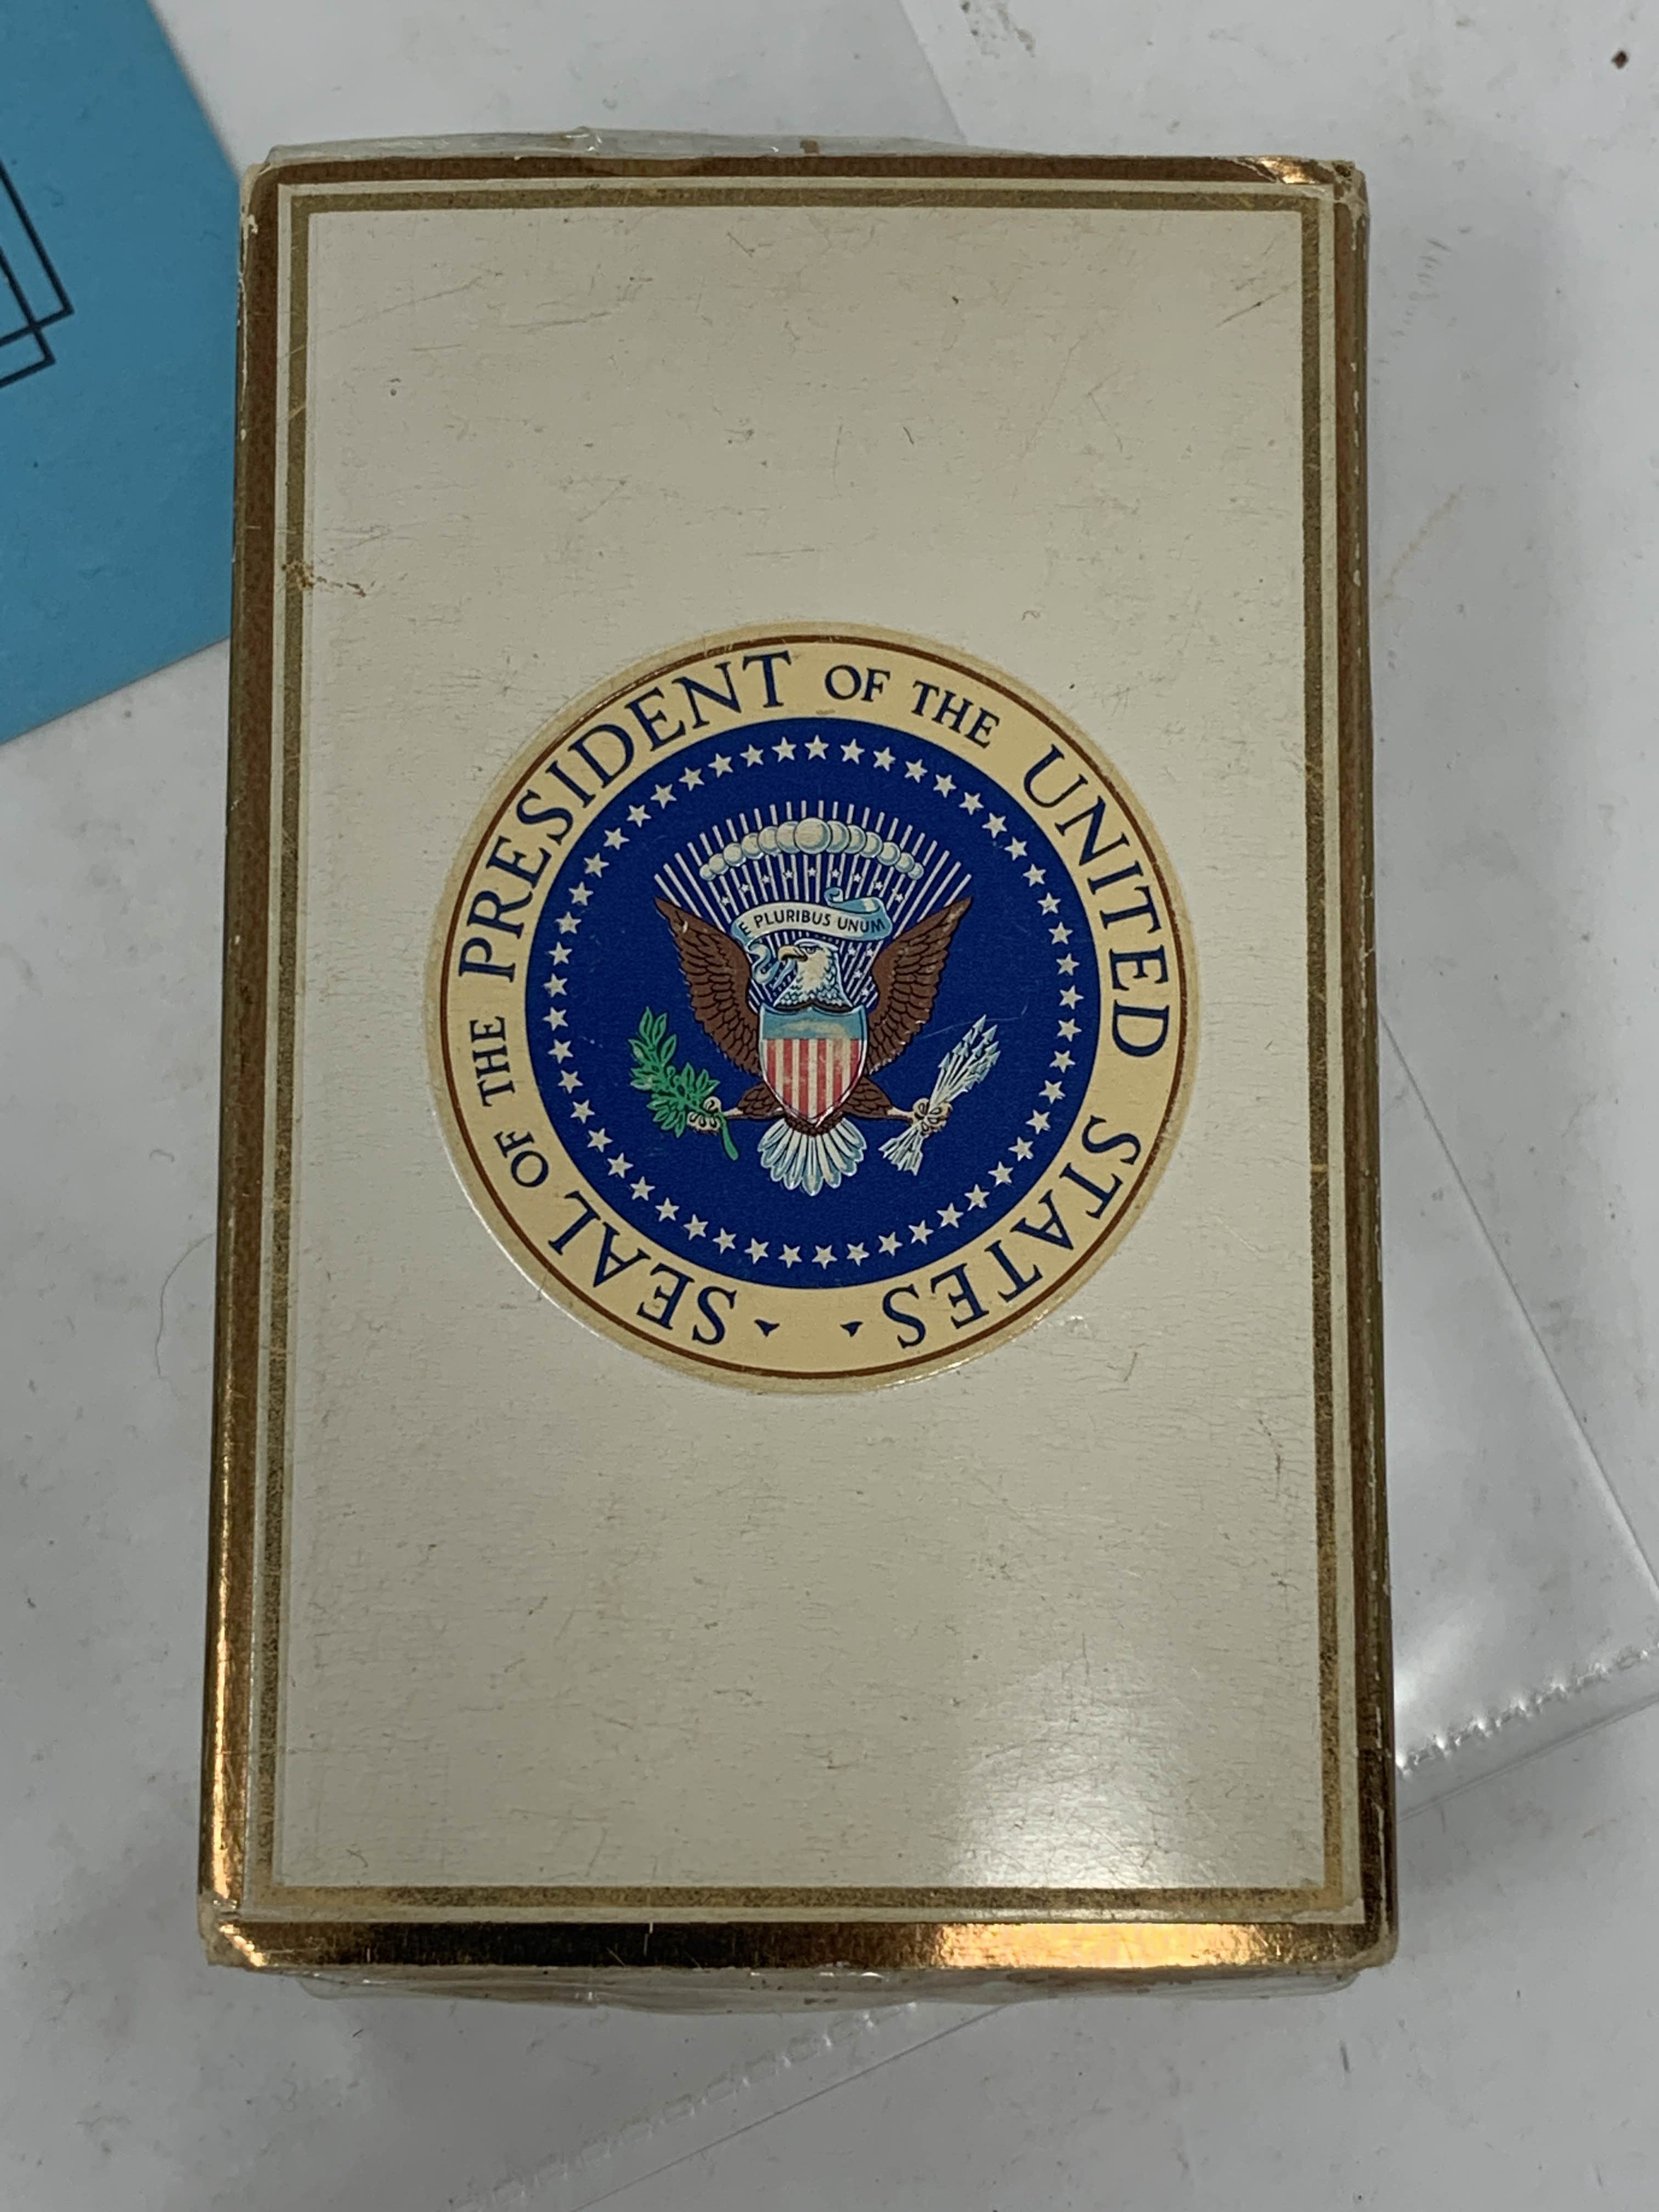 SEAL OF THE PRESIDENT OF THE UNITED STATES
E PLURIBUS UNUM